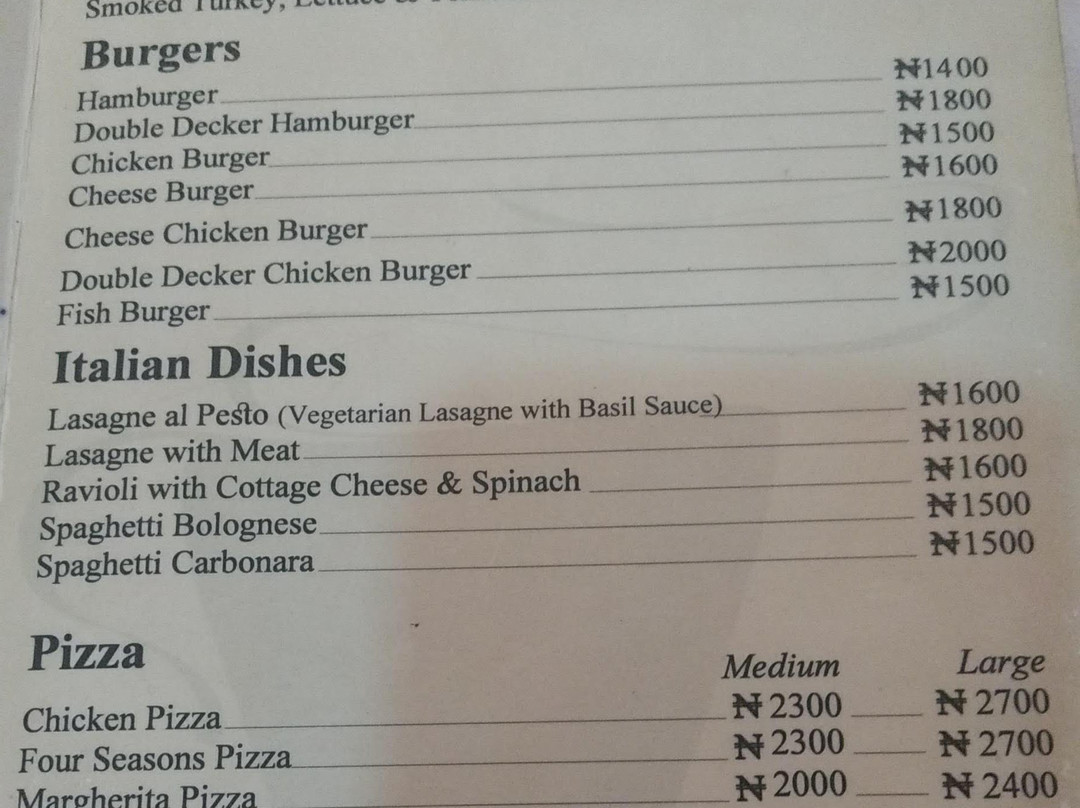 Smoked Turkey,
Burgers
Hamburger ₦1400
Double Decker Hamburger ₦1800
Chicken Burger ₦1500
Cheese Burger ₦1600
Cheese Chicken Burger ₦1800
Double Decker Chicken Burger ₦2000
Fish Burger ₦1500
Italian Dishes
Lasagne al Pesto (Vegetarian Lasagne with Basil Sauce) ₦1600
Lasagne with Meat ₦1800
Ravioli with Cottage Cheese & Spinach ₦1600
Spaghetti Bolognese ₦1500
Spaghetti Carbonara ₦1500
Pizza Medium Large
Chicken Pizza ₦2300 ₦2700
Four Seasons Pizza ₦2300 ₦2700
Margherita Pizza ₦2000 ₦2400